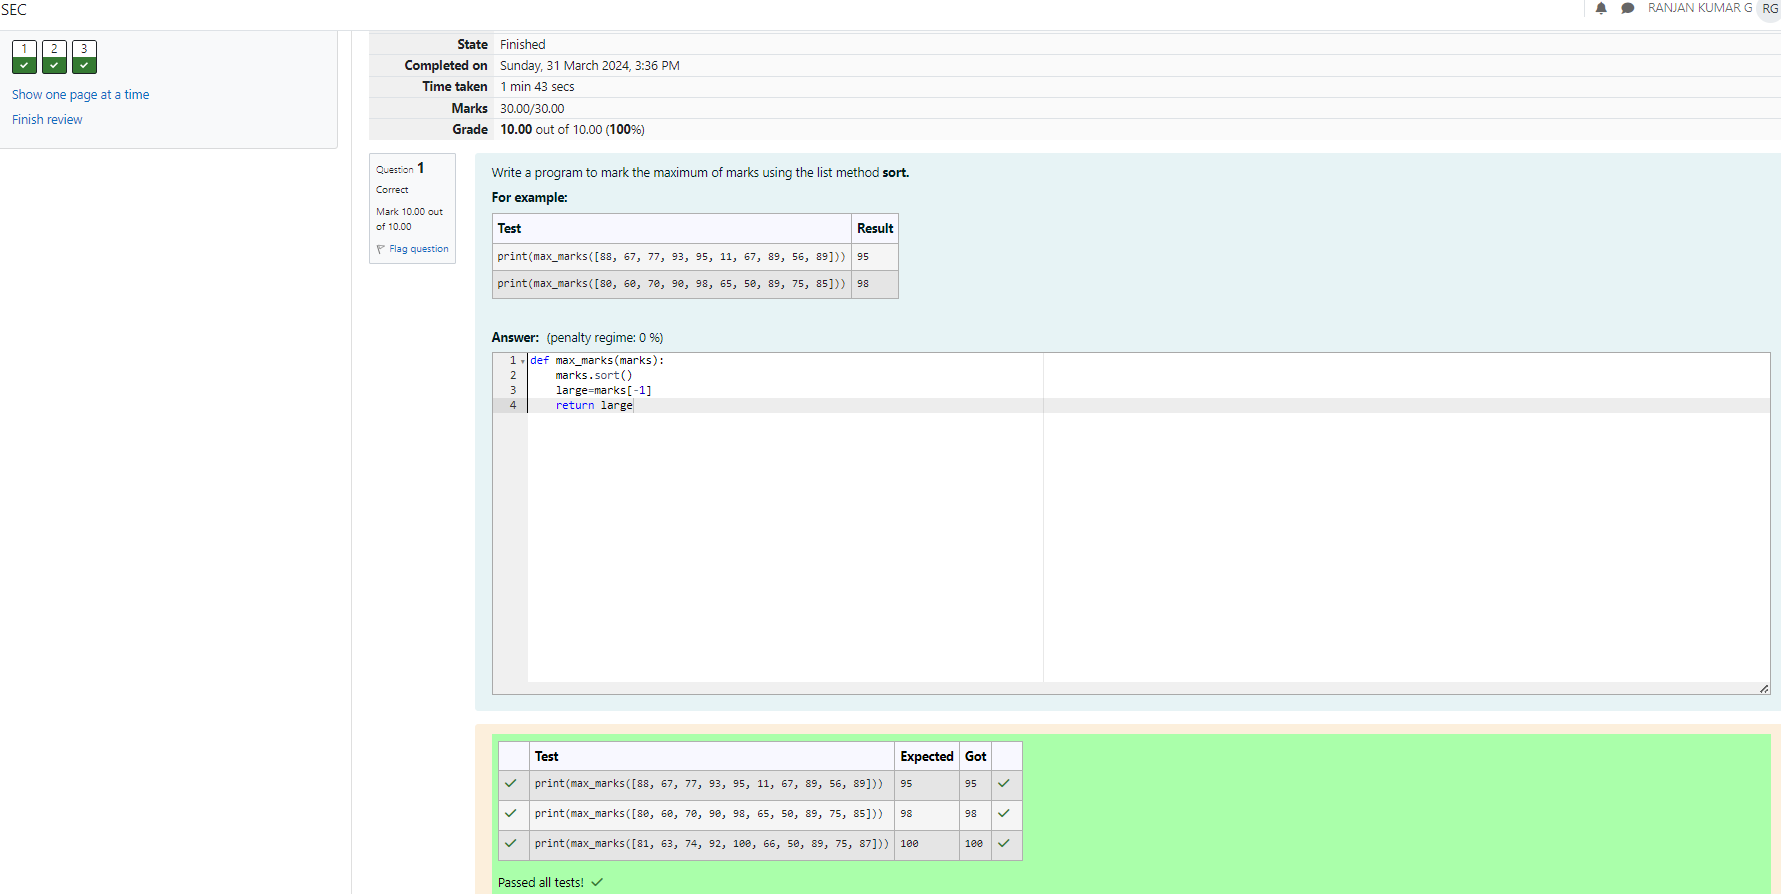 SEC
RANJAN KUMAR G RG
1 2 3
Show one page at a time
Finish review
State Finished
Completed on Sunday, 31 March 2024, 3:36 PM
Time taken 1 min 43 secs
Marks 30.00/30.00
Grade 10.00 out of 10.00 (100%)
Question 1
Correct
Mark 10.00 out
of 10.00
Flag question
Write a program to mark the maximum of marks using the list method sort.
For example:
Test Result
print(max_marks([88, 67, 77, 93, 95, 11, 67, 89, 56, 89])) 95
print(max_marks([80, 60, 70, 90, 98, 65, 50, 89, 75, 85])) 98
Answer: (penalty regime: 0 %)
1 def max_marks(marks):
2 marks.sort()
3 large=marks[-1]
4 return large
Test Expected Got
print(max_marks([88, 67, 77, 93, 95, 11, 67, 89, 56, 89])) 95 95
print(max_marks([80, 60, 70, 90, 98, 65, 50, 89, 75, 85])) 98 98
print(max_marks([81, 63, 74, 92, 100, 66, 50, 89, 75, 87])) 100 100
Passed all tests!